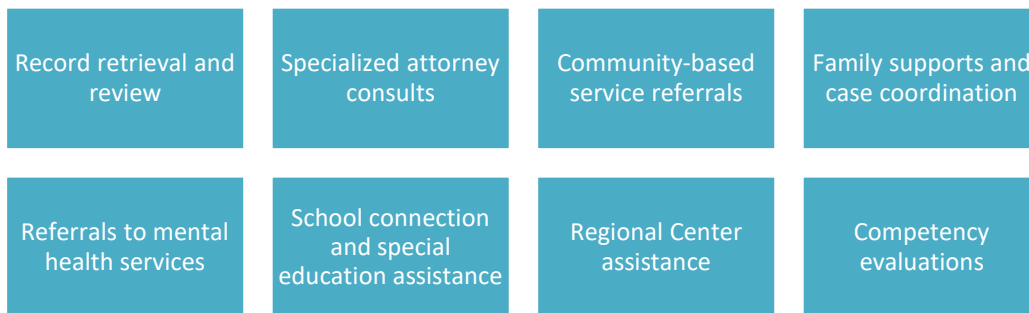 Record retrieval and
review
Specialized attorney
consults
Community-based
service referrals
Family supports and
case coordination
Referrals to mental
health services
School connection
and special
education assistance
Regional Center
assistance
Competency
evaluations